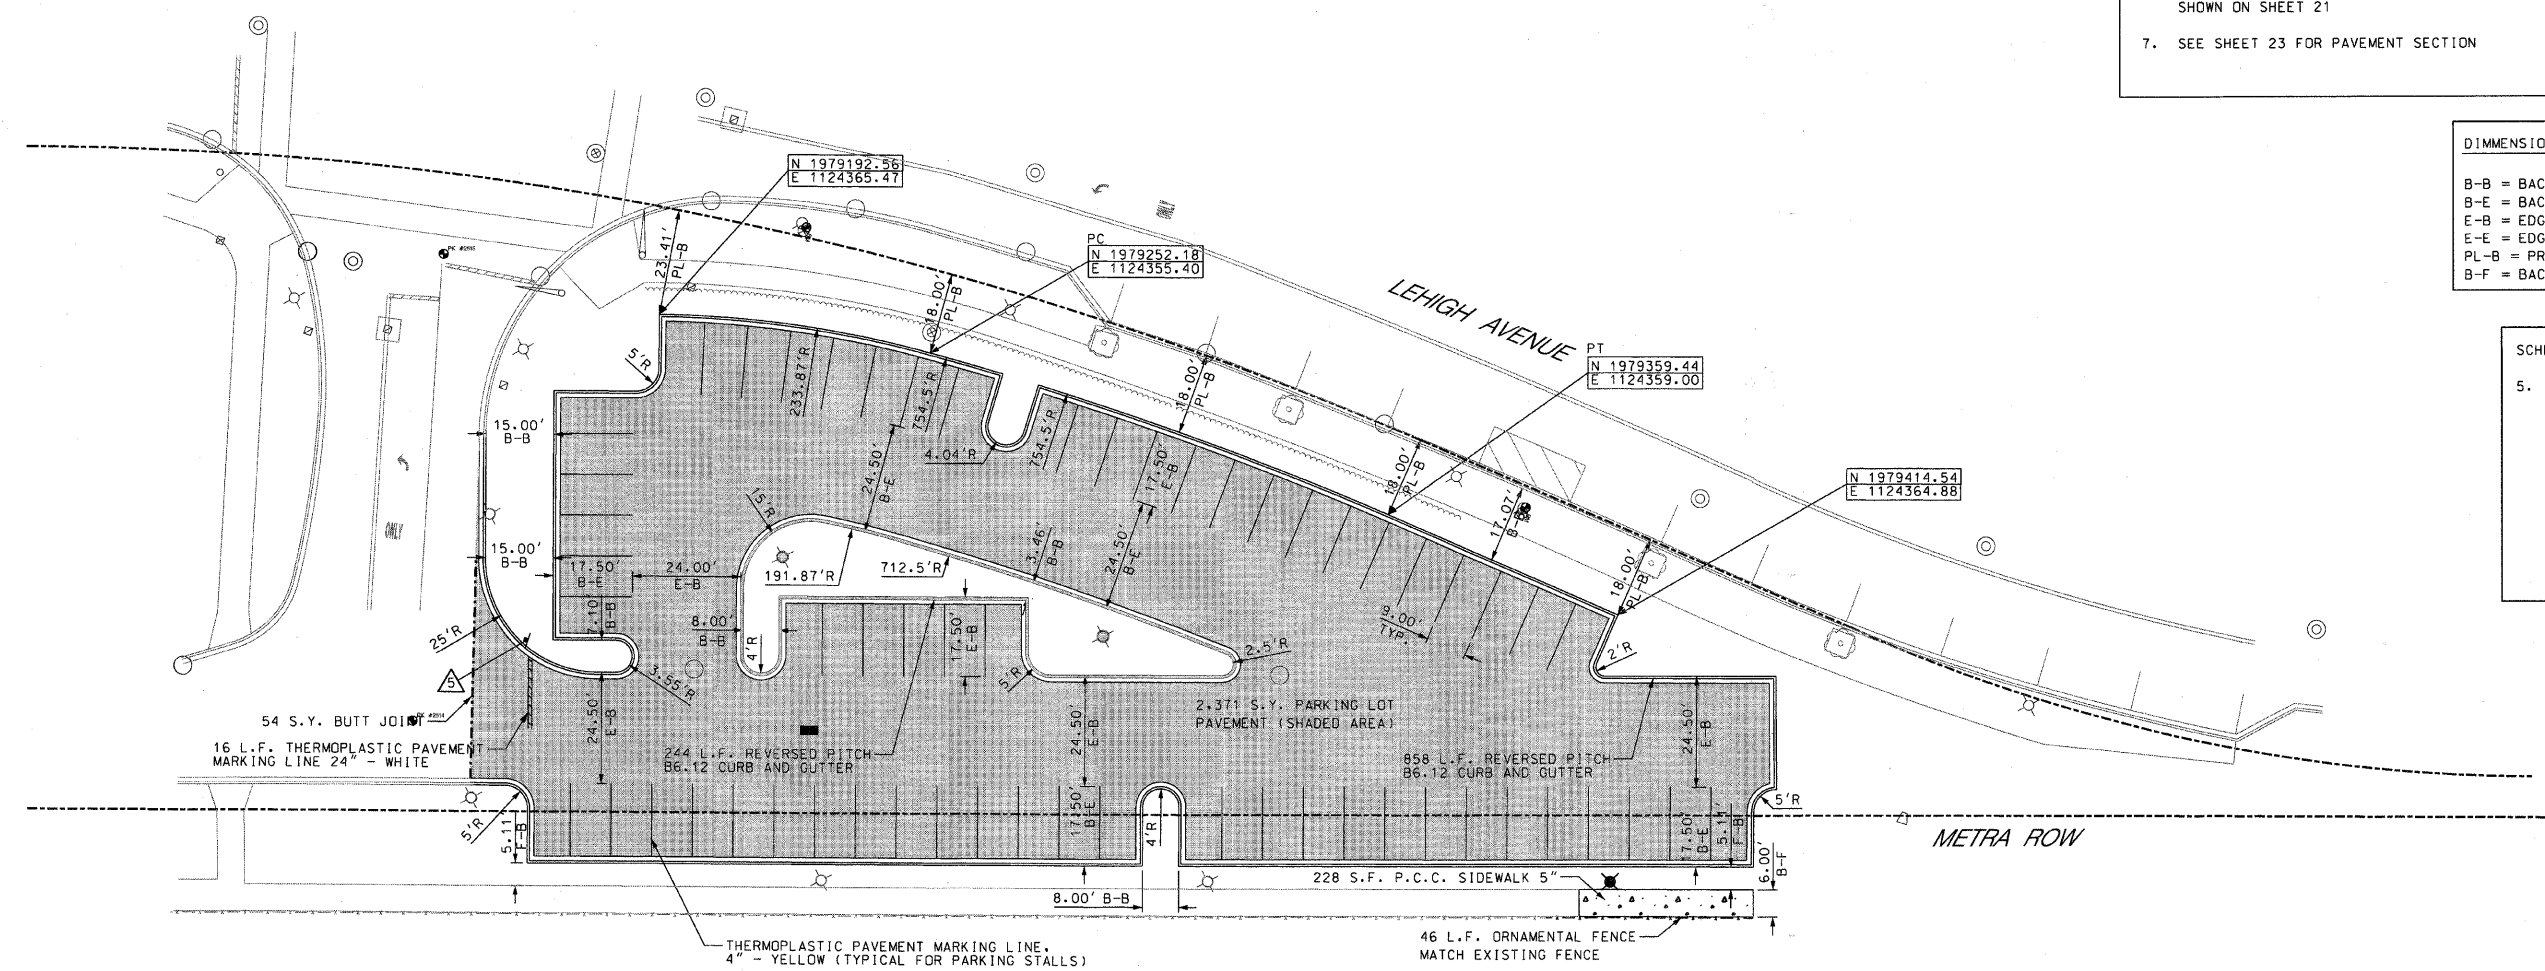 SHOWN ON SHEET 21
7. SEE SHEET 23 FOR PAVEMENT SECTION
DIMMENSIO
B-B = BAC
B-E = BAC
E-B = EDG
E-E = EDG
PL-B = PR
B-F = BAC
SCH
5.
N 1979192.56
E 1124365.47
PC
N 1979252.18
E 1124355.40
LEHIGH AVENUE
PT
N 1979359.44
E 1124359.00
N 1979414.54
E 1124364.88
23.41'
PL-B
18.00'
PL-B
18.00'
PL-B
18.00'
PL-B
17.07'
18.00'
PL-B
PK #2915
ONLY
5'R
233.87'R
754.5'R
4.04'R
754.5'R
24.50'
B-E
17.50'
E-B
24.50'
B-E
3.46'
B-B
15.00'
B-B
15.00'
B-B
17.50'
B-E
24.00'
E-B
15'R
191.87'R
712.5'R
7.10'
B-B
8.00'
B-B
4'R
17.50'
E-B
5'R
2.5'R
9.00'
TYP.
2'R
25'R
3.55'R
5
54 S.Y. BUTT JOINT
PK #2914
16 L.F. THERMOPLASTIC PAVEMENT
MARKING LINE 24" - WHITE
24.50'
E-B
244 L.F. REVERSED PITCH
B6.12 CURB AND GUTTER
2,371 S.Y. PARKING LOT
PAVEMENT (SHADED AREA)
24.50'
E-B
858 L.F. REVERSED PITCH
B6.12 CURB AND GUTTER
24.50'
E-B
5'R
5.11'
F-B
17.50'
B-E
4'R
17.50'
B-E
5.11'
F-B
5'R
6.00'
B-F
METRA ROW
8.00' B-B
228 S.F. P.C.C. SIDEWALK 5"
THERMOPLASTIC PAVEMENT MARKING LINE,
4" - YELLOW (TYPICAL FOR PARKING STALLS)
46 L.F. ORNAMENTAL FENCE
MATCH EXISTING FENCE